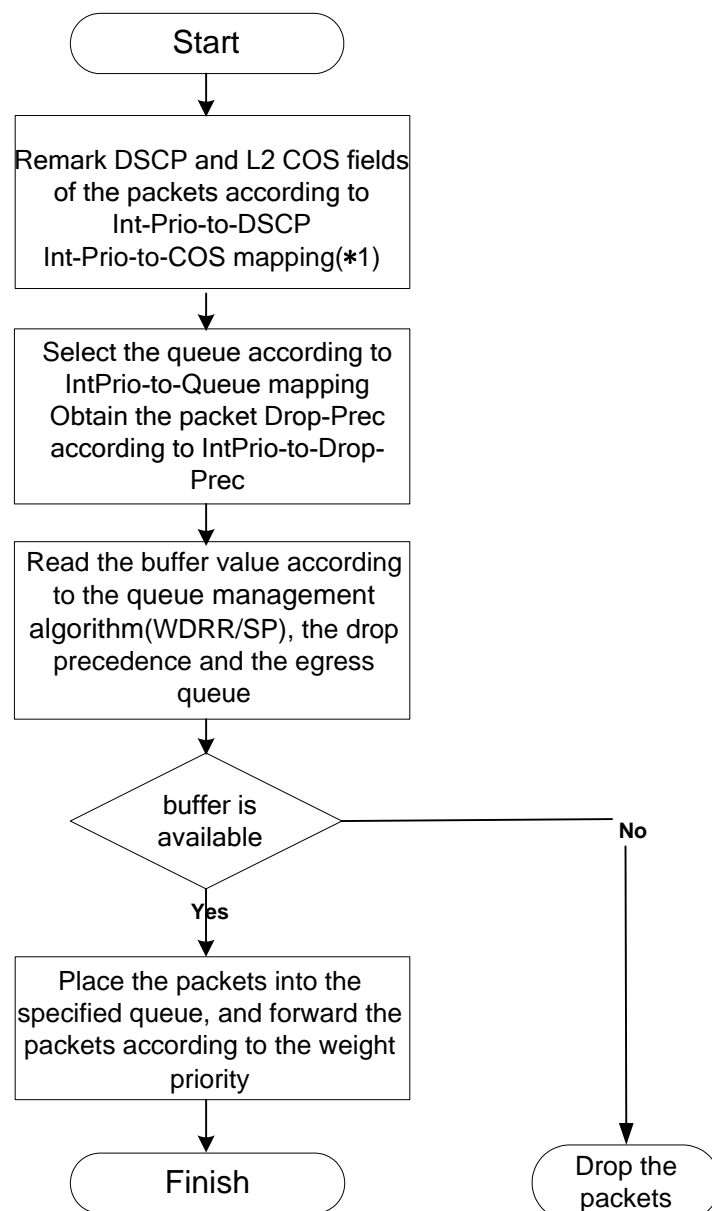 Start
Remark DSCP and L2 COS fields
of the packets according to
Int-Prio-to-DSCP
Int-Prio-to-COS mapping(*1)
Select the queue according to
IntPrio-to-Queue mapping
Obtain the packet Drop-Prec
according to IntPrio-to-Drop-
Prec
Read the buffer value according
to the queue management
algorithm(WDRR/SP), the drop
precedence and the egress
queue
buffer is
available
No
Yes
Place the packets into the
specified queue, and forward the
packets according to the weight
priority
Finish
Drop the
packets